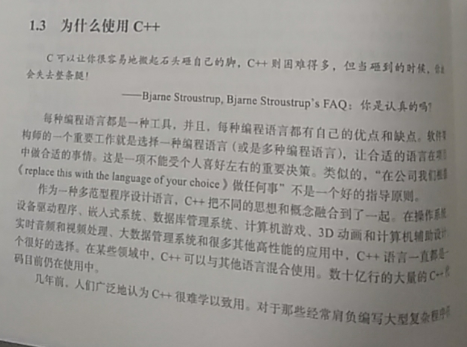 1.3 为什么使用 C++
C 可以让你很容易地搬起石头砸自己的脚，C++ 则困难得多，但当砸到的时候，
会失去整条腿！
——Bjarne Stroustrup, Bjarne Stroustrup's FAQ：你是认真的吗？
每种编程语言都是一种工具，并且，每种编程语言都有自己的优点和缺点。软件
构师的一个重要工作就是选择一种编程语言（或是多种编程语言），让合适的语言在
中做合适的事情。这是一项不能受个人喜好左右的重要决策。类似的，“在公司我们
《replace this with the language of your choice》做任何事”不是一个好的指导原则。
作为一种多范型程序设计语言，C++ 把不同的思想和概念融合到了一起。在操作系
设备驱动程序、嵌入式系统、数据库管理系统、计算机游戏、3D 动画和计算机辅助设
实时音频和视频处理、大数据管理系统和很多其他高性能的应用中，C++ 语言一直都
个很好的选择。在某些领域中，C++ 可以与其他语言混合使用。数十亿行的大量的 C++
码目前仍在使用中。
几年前，人们广泛地认为 C++ 很难学以致用。对于那些经常肩负编写大型复杂程序